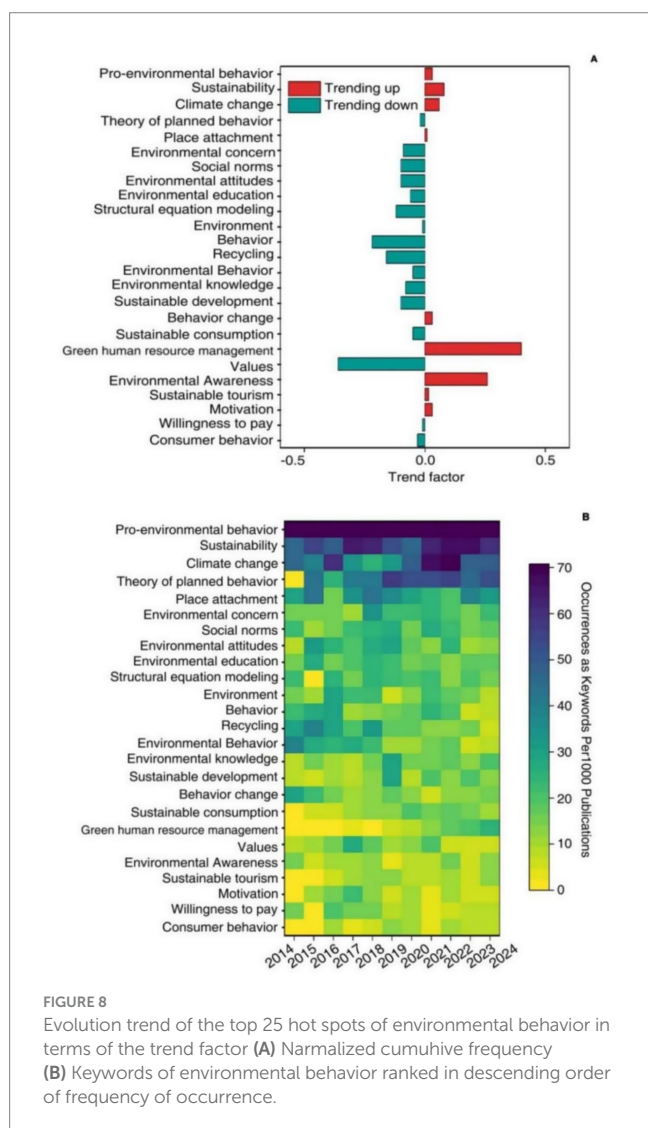 A
Pro-environmental behavior
Sustainability
Trending up
Climate change
Trending down
Theory of planned behavior
Place attachment
Environmental concern
Social norms
Environmental attitudes
Environmental education
Structural equation modeling
Environment
Behavior
Recycling
Environmental Behavior
Environmental knowledge
Sustainable development
Behavior change
Sustainable consumption
Green human resource management
Values
Environmental Awareness
Sustainable tourism
Motivation
Willingness to pay
Consumer behavior
-0.5 0.0 0.5
Trend factor
B
Pro-environmental behavior
Sustainability
Climate change
Theory of planned behavior
Place attachment
Environmental concern
Social norms
Environmental attitudes
Environmental education
Structural equation modeling
Environment
Behavior
Recycling
Environmental Behavior
Environmental knowledge
Sustainable development
Behavior change
Sustainable consumption
Green human resource management
Values
Environmental Awareness
Sustainable tourism
Motivation
Willingness to pay
Consumer behavior
2014 2015 2016 2017 2018 2019 2020 2021 2022 2023 2024
70
60
50
40
30
20
10
0
Occurrences as Keywords Per1000 Publications
FIGURE 8
Evolution trend of the top 25 hot spots of environmental behavior in
terms of the trend factor (A) Narmalized cumuhive frequency
(B) Keywords of environmental behavior ranked in descending order
of frequency of occurrence.